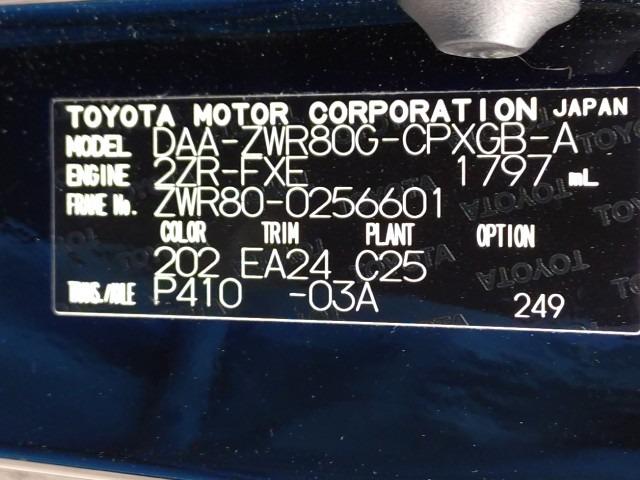 TOYOTA MOTOR CORPORATION JAPAN
MODEL DAA-ZWR80G-CPXGB-A
ENGINE 2ZR-FXE 1797 mL
FRAME No. ZWR80-0256601
COLOR TRIM PLANT OPTION
202 EA24 C25
TRANS./AXLE P410 -03A 249